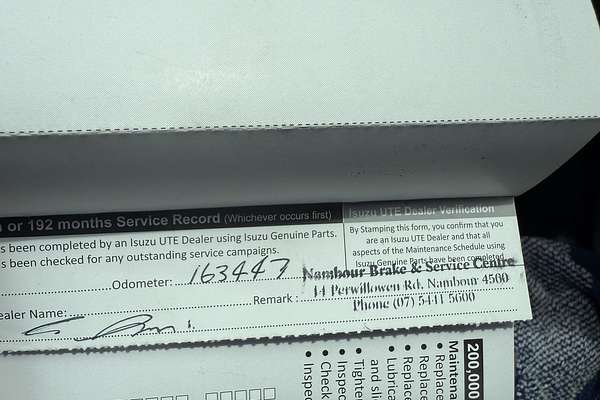 or 192 months Service Record (Whichever occurs first)
s been completed by an Isuzu UTE Dealer using Isuzu Genuine Parts.
s been checked for any outstanding service campaigns.
Odometer: 163447
Remark :
ealer Name:
Isuzu UTE Dealer Verification
By Stamping this form, you confirm that you
are an Isuzu UTE Dealer and that all
aspects of the Maintenance Schedule using
Isuzu Genuine Parts have been completed
Nambour Brake & Service Centre
14 Perwillowen Rd, Nambour 4560
Phone (07) 5411 5600
200,000
Maintena
• Replace
• Replace
• Replac
• Lubrica
and sli
• Tighte
• Inspec
• Check
• Inspec